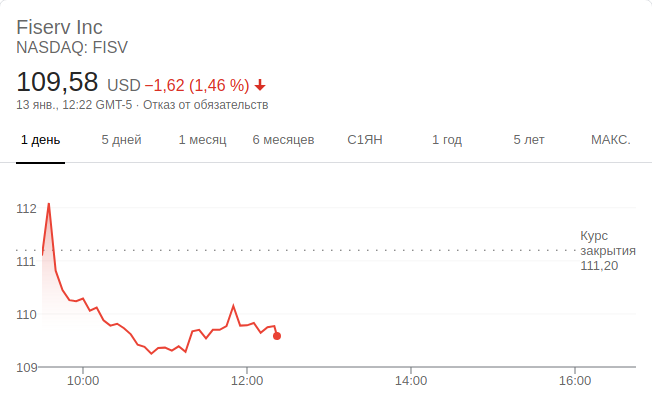 Fiserv Inc
NASDAQ: FISV
109,58 USD −1,62 (1,46 %)
13 янв., 12:22 GMT-5 · Отказ от обязательств
1 день 5 дней 1 месяц 6 месяцев С1ЯН 1 год 5 лет МАКС.
112
Курс
закрытия
111,20
111
110
109
10:00 12:00 14:00 16:00